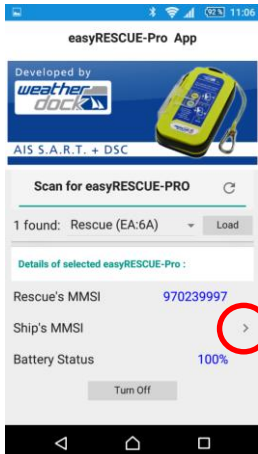 92% 11:06
easyRESCUE-Pro App
Developed by
weather
dock
AIS S.A.R.T. + DSC
Scan for easyRESCUE-PRO
1 found: Rescue (EA:6A) Load
Details of selected easyRESCUE-Pro :
Rescue's MMSI 970239997
Ship's MMSI >
Battery Status 100%
Turn Off